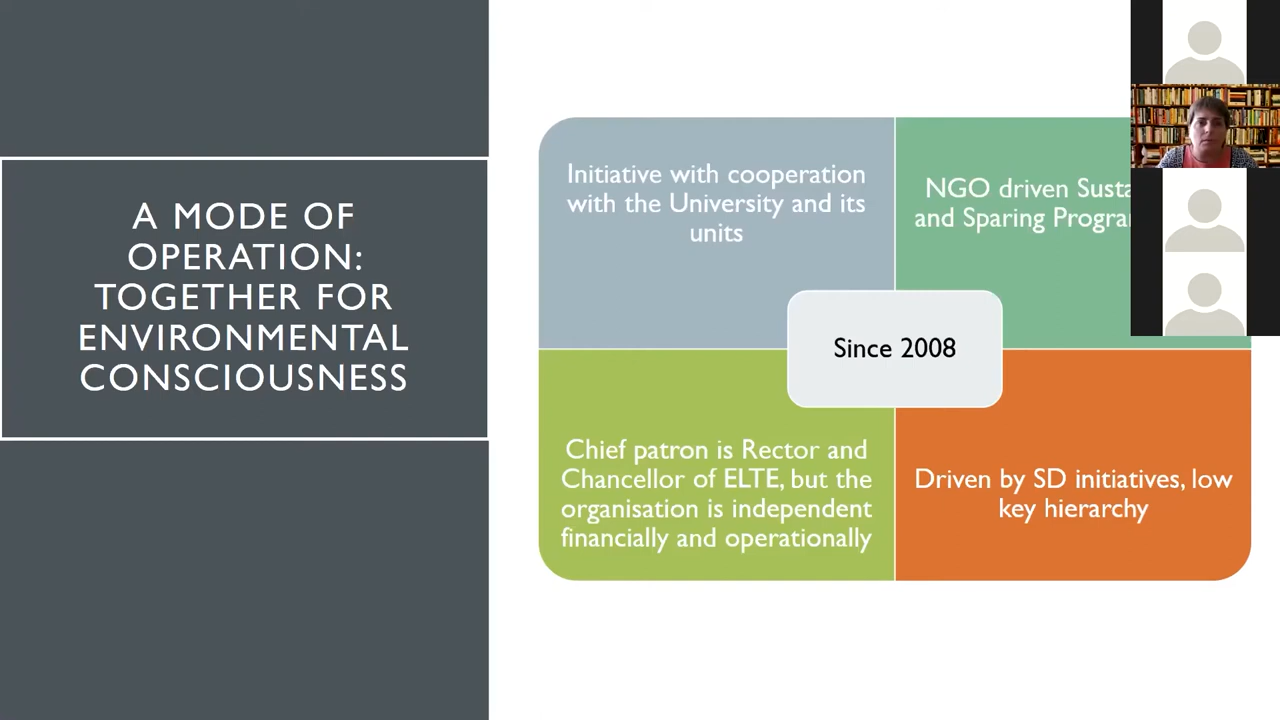 A MODE OF
OPERATION:
TOGETHER FOR
ENVIRONMENTAL
CONSCIOUSNESS
Initiative with cooperation
with the University and its
units
NGO driven
and Sparing
Since 2008
Chief patron is Rector and
Chancellor of ELTE, but the
organisation is independent
financially and operationally
Driven by SD initiatives, low
key hierarchy